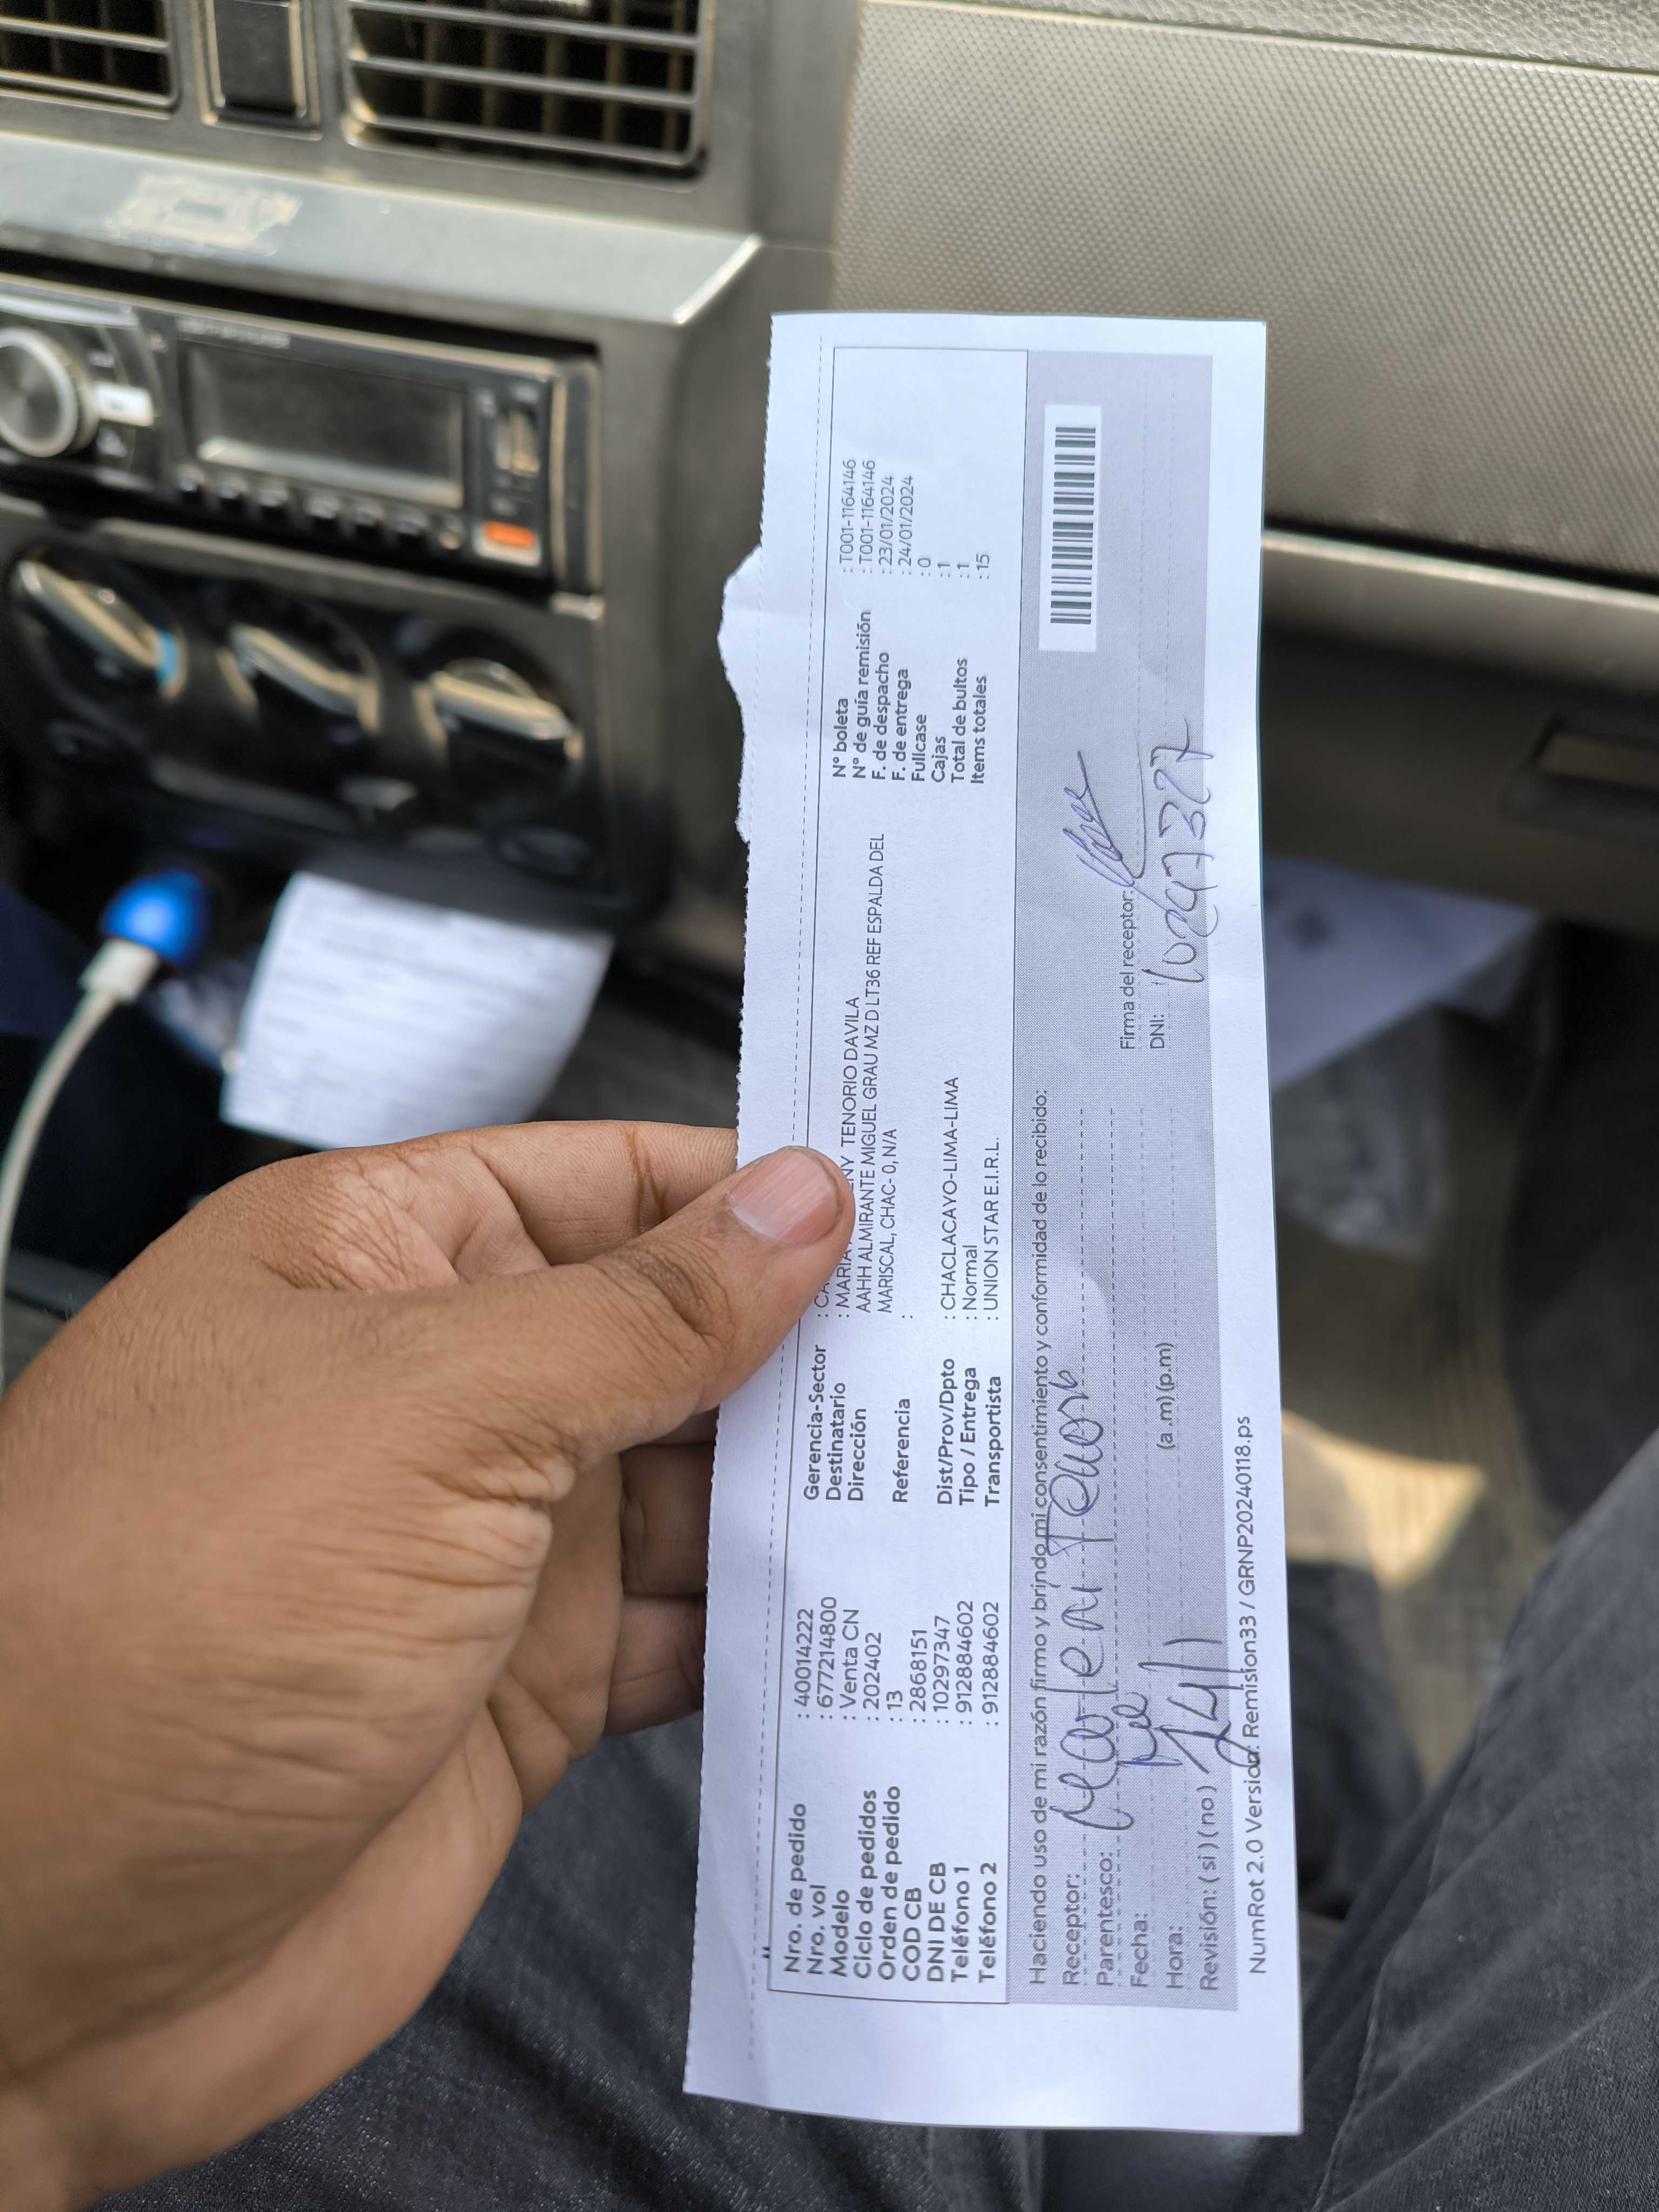 Nro. de pedido : 40014222
Nro. vol : 677214800
Modelo : Venta CN
Ciclo de pedidos : 202402
Orden de pedido : 13
COD CB : 2868151
DNI DE CB : 10297347
Teléfono 1 : 912884602
Teléfono 2 : 912884602
Gerencia-Sector :
Destinatario : MARIA TENORIO DAVILA
Dirección AAHH ALMIRANTE MIGUEL GRAU MZ D LT36 REF ESPALDA DEL
MARISCAL, CHAC- 0, N/A
Referencia :
Dist/Prov/Dpto : CHACLACAYO-LIMA-LIMA
Tipo / Entrega : Normal
Transportista : UNION STAR E.I.R.L.
N° boleta : T001-1164146
N° de guía remisión : T001-1164146
F. de despacho : 23/01/2024
F. de entrega : 24/01/2024
Fullcase : 0
Cajas : 1
Total de bultos : 1
Items totales : 15
Haciendo uso de mi razón firmo y brindo mi consentimiento y conformidad de lo recibido:
Receptor: Marleni Tenorio
Parentesco:
Fecha:
Hora: (a .m) (p.m)
Revisión: ( si ) ( no )
Firma del receptor:
DNI:
NumRot 2.0 Version: Remision33 / GRNP20240118.ps